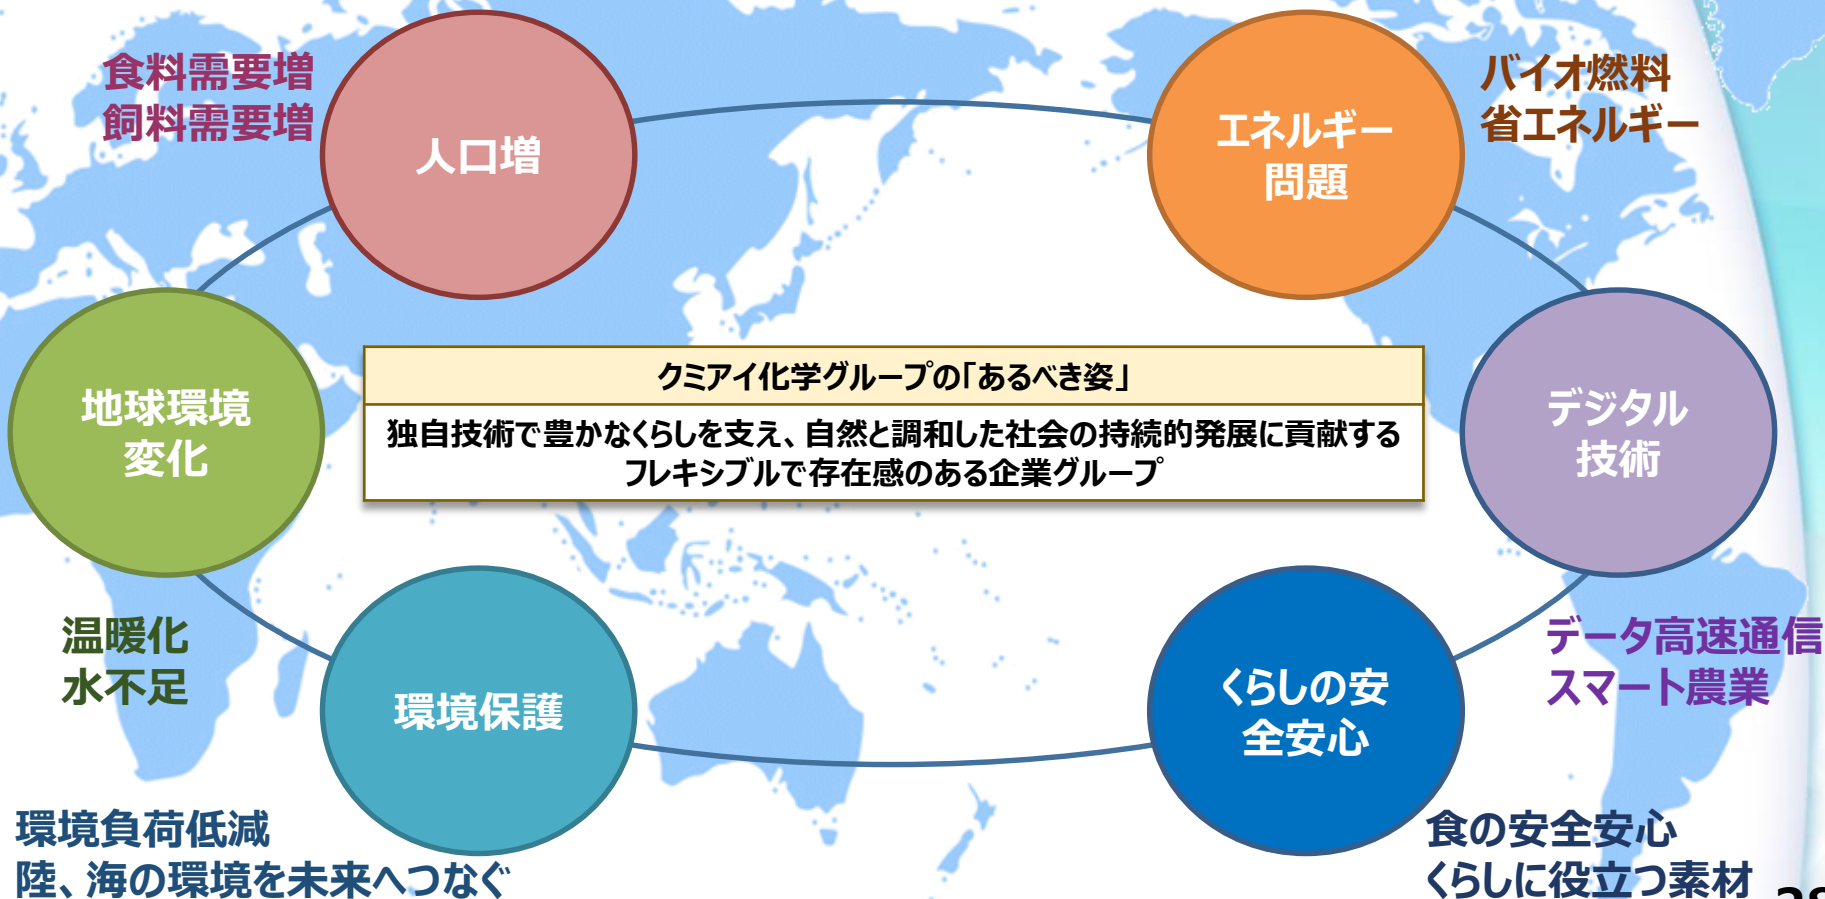 食料需要増
飼料需要増
人口増
エネルギー
問題
バイオ燃料
省エネルギー
地球環境
変化
クミアイ化学グループの「あるべき姿」
独自技術で豊かなくらしを支え、自然と調和した社会の持続的発展に貢献する
フレキシブルで存在感のある企業グループ
デジタル
技術
温暖化
水不足
環境保護
くらしの安
全安心
データ高速通信
スマート農業
環境負荷低減
陸、海の環境を未来へつなぐ
食の安全安心
くらしに役立つ素材